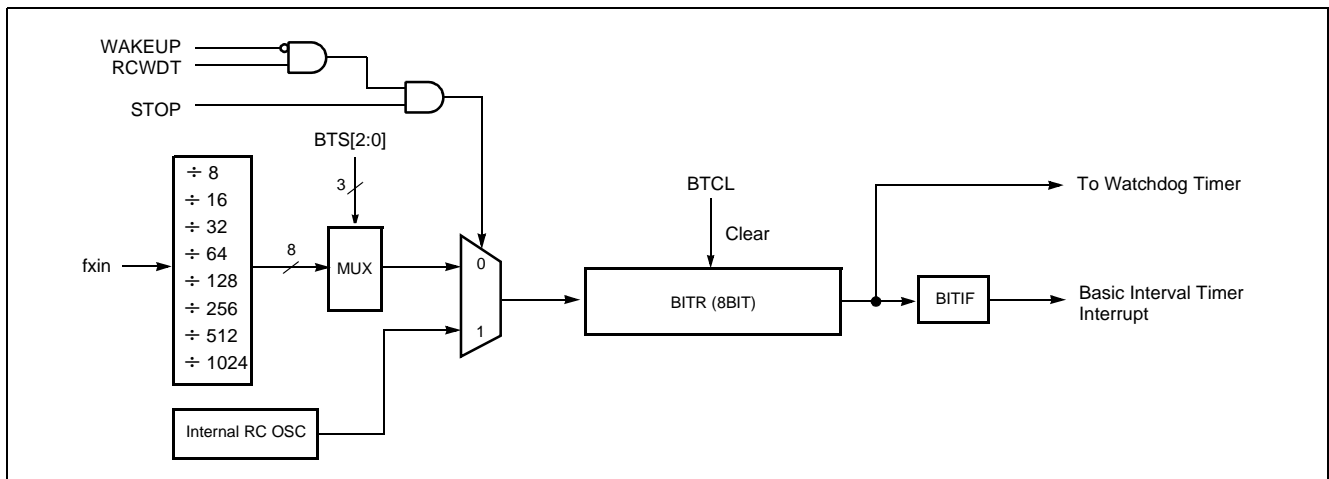 WAKEUP
RCWDT
STOP
BTS[2:0]
3
÷ 8
÷ 16
÷ 32
÷ 64
÷ 128
÷ 256
÷ 512
÷ 1024
fxin
8
MUX
0
1
Internal RC OSC
BTCL
Clear
BITR (8BIT)
To Watchdog Timer
BITIF
Basic Interval Timer
Interrupt